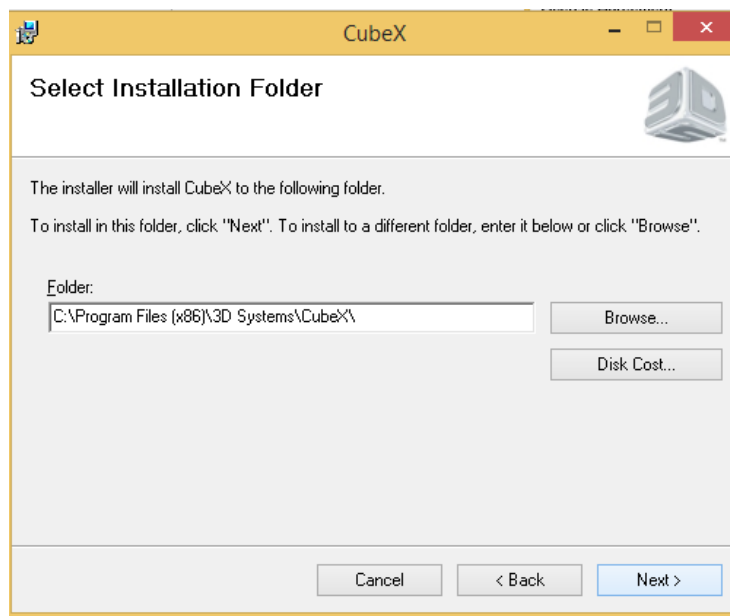 CubeX
Select Installation Folder
The installer will install CubeX to the following folder.
To install in this folder, click "Next". To install to a different folder, enter it below or click "Browse".
Folder:
C:\Program Files (x86)\3D Systems\CubeX\
Browse...
Disk Cost...
Cancel
< Back
Next >